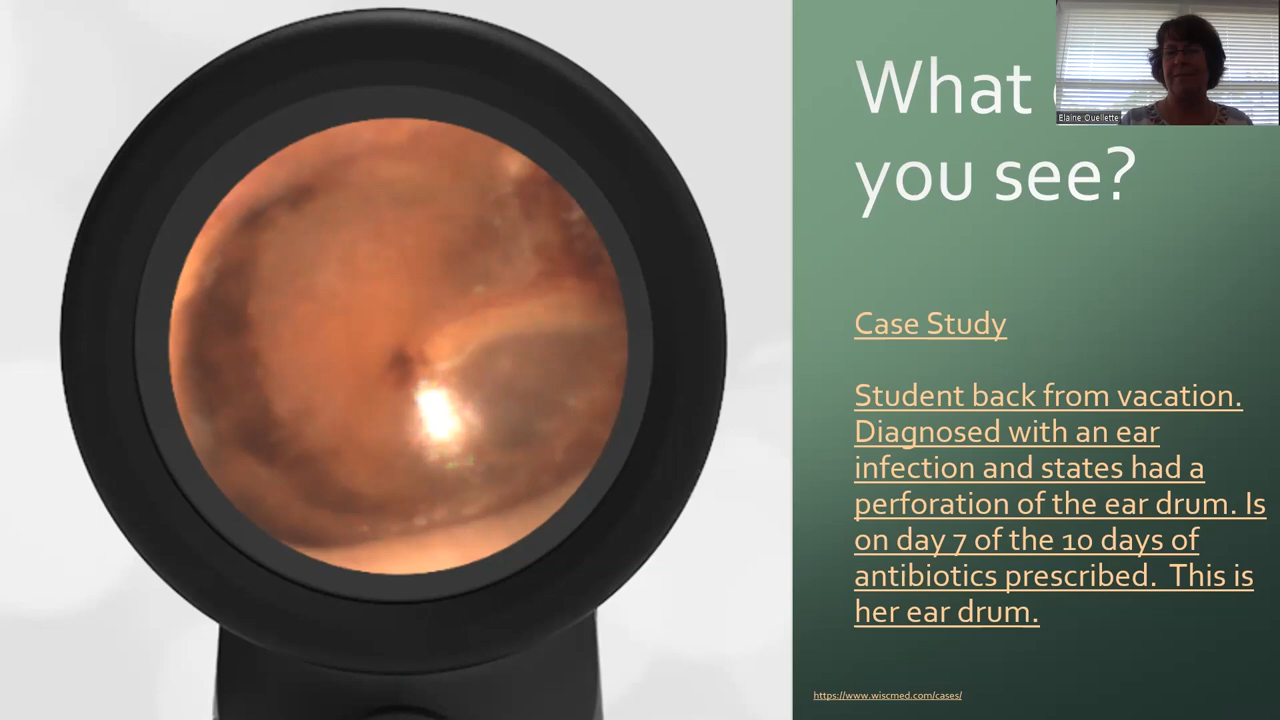 What
you see?
Elaine Ouellette
Case Study
Student back from vacation.
Diagnosed with an ear
infection and states had a
perforation of the ear drum. Is
on day 7 of the 10 days of
antibiotics prescribed. This is
her ear drum.
https://www.wiscmed.com/cases/